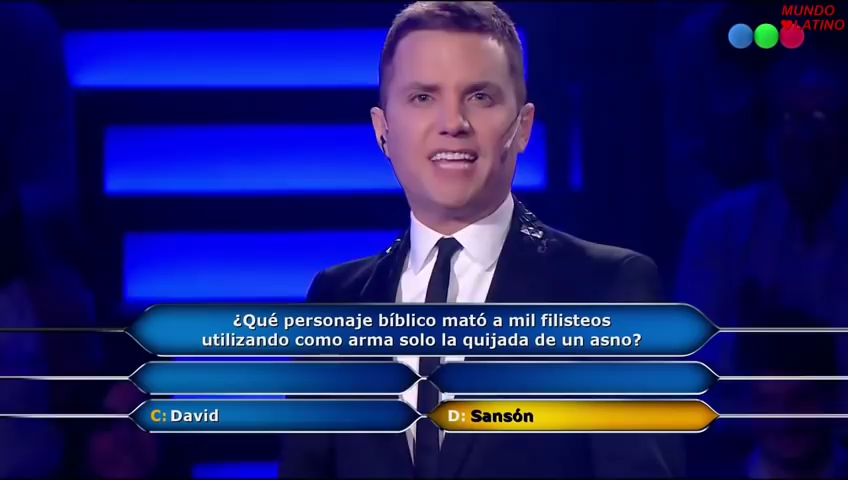 MUNDO
LATINO
¿Qué personaje bíblico mató a mil filisteos
utilizando como arma solo la quijada de un asno?
C: David
D: Sansón